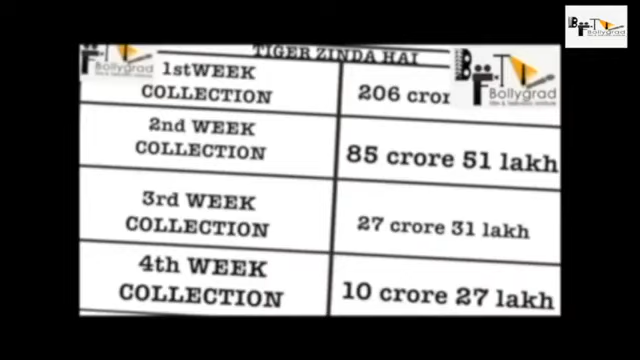 TIGER ZINDA HAI
1stWEEK
COLLECTION
206 cror
2nd WEEK
COLLECTION
85 crore 51 lakh
3rd WEEK
COLLECTION
27 crore 31 lakh
4th WEEK
COLLECTION
10 crore 27 lakh
Bollygrad
Bollygrad
Bollygrad